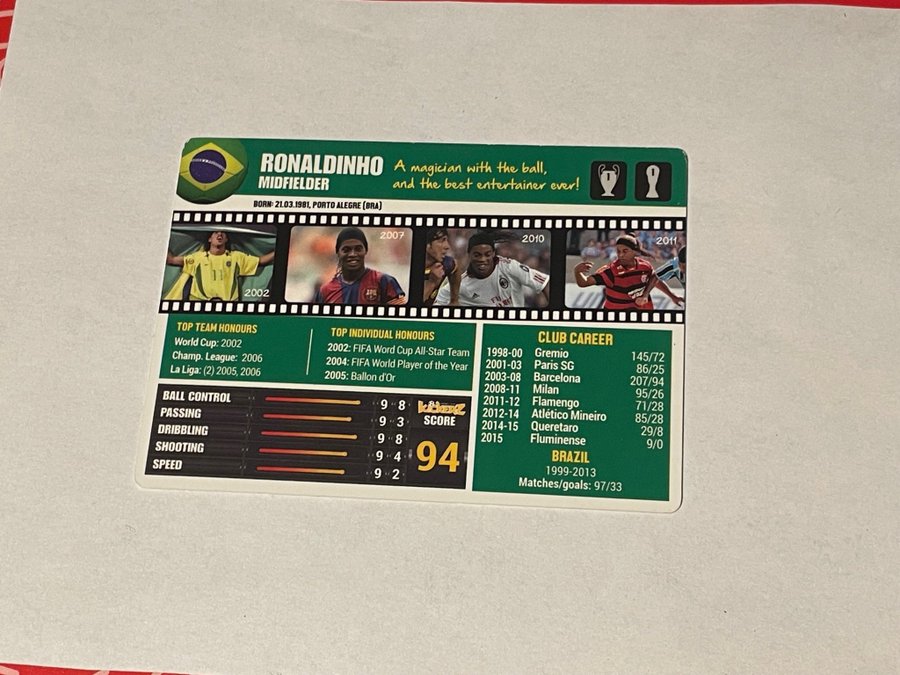 RONALDINHO
MIDFIELDER
A magician with the ball,
and the best entertainer ever!
BORN: 21.03.1981, PORTO ALEGRE (BRA)
2002
2007
2010
2011
TOP TEAM HONOURS
World Cup: 2002
Champ. League: 2006
La Liga: (2) 2005, 2006
TOP INDIVIDUAL HONOURS
2002: FIFA Word Cup All-Star Team
2004: FIFA World Player of the Year
2005: Ballon d'Or
BALL CONTROL 9 8
PASSING 9 3
DRIBBLING 9 8
SHOOTING 9 4
SPEED 9 2
KICKERZ
SCORE
94
CLUB CAREER
1998-00 Gremio 145/72
2001-03 Paris SG 86/25
2003-08 Barcelona 207/94
2008-11 Milan 95/26
2011-12 Flamengo 71/28
2012-14 Atlético Mineiro 85/28
2014-15 Queretaro 29/8
2015 Fluminense 9/0
BRAZIL
1999-2013
Matches/goals: 97/33